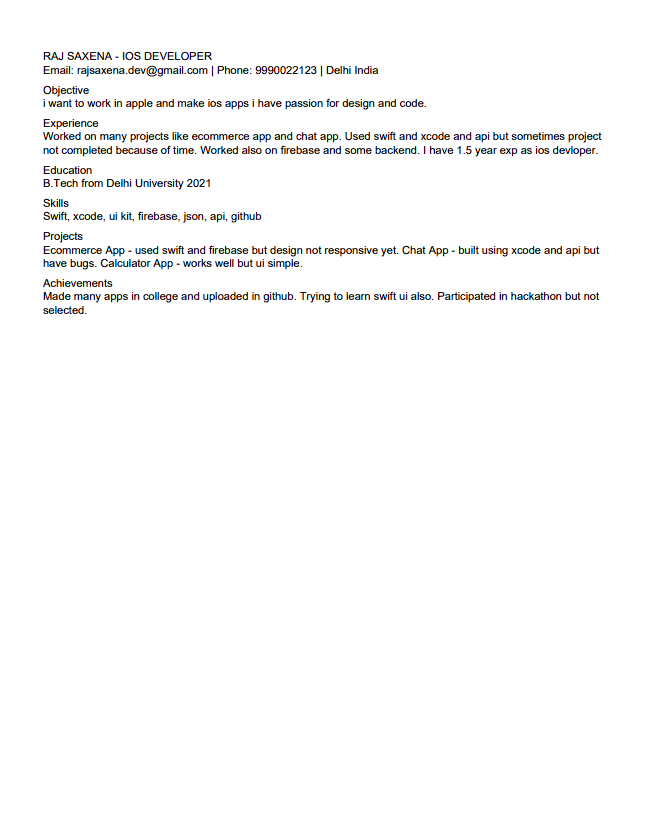 RAJ SAXENA - IOS DEVELOPER
Email: rajsaxena.dev@gmail.com | Phone: 9990022123 | Delhi India
Objective
i want to work in apple and make ios apps i have passion for design and code.
Experience
Worked on many projects like ecommerce app and chat app. Used swift and xcode and api but sometimes project
not completed because of time. Worked also on firebase and some backend. I have 1.5 year exp as ios devloper.
Education
B.Tech from Delhi University 2021
Skills
Swift, xcode, ui kit, firebase, json, api, github
Projects
Ecommerce App - used swift and firebase but design not responsive yet. Chat App - built using xcode and api but
have bugs. Calculator App - works well but ui simple.
Achievements
Made many apps in college and uploaded in github. Trying to learn swift ui also. Participated in hackathon but not
selected.